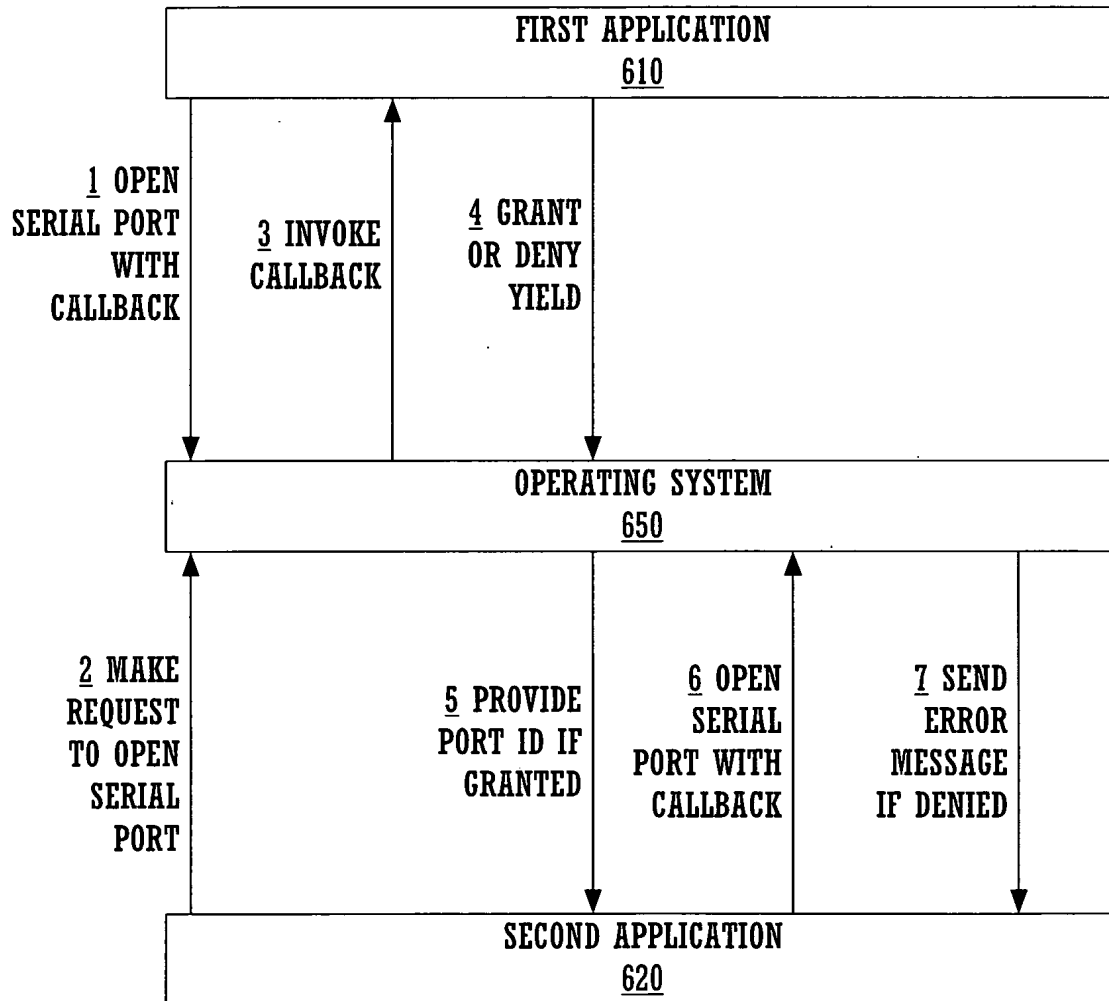 FIRST APPLICATION
610
1 OPEN
SERIAL PORT
WITH
CALLBACK
3 INVOKE
CALLBACK
4 GRANT
OR DENY
YIELD
OPERATING SYSTEM
650
2 MAKE
REQUEST
TO OPEN
SERIAL
PORT
5 PROVIDE
PORT ID IF
GRANTED
6 OPEN
SERIAL
PORT WITH
CALLBACK
7 SEND
ERROR
MESSAGE
IF DENIED
SECOND APPLICATION
620